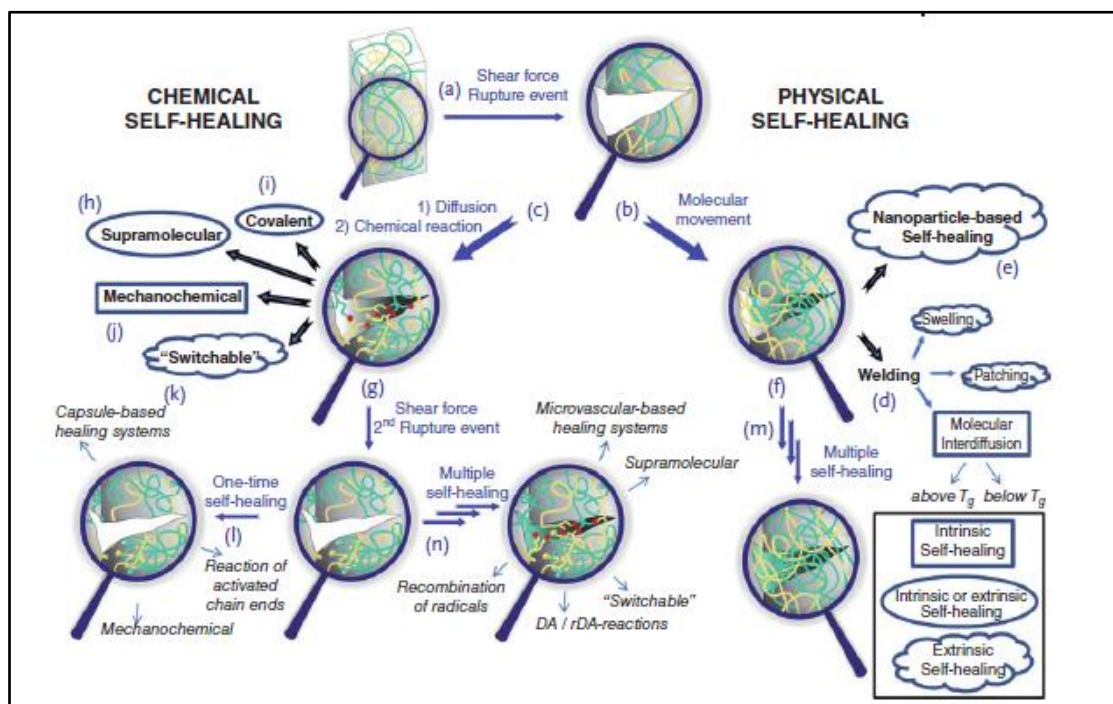 CHEMICAL
SELF-HEALING
(a)
Shear force
Rupture event
PHYSICAL
SELF-HEALING
(h)
Supramolecular
(i)
Covalent
1) Diffusion
2) Chemical reaction
(c)
(b)
Molecular
movement
Nanoparticle-based
Self-healing
(e)
Mechanochemical
(j)
"Switchable"
(k)
(g)
(f)
Swelling
Welding
(d)
Patching
Molecular
Interdiffusion
above Tg
below Tg
Capsule-based
healing systems
Shear force
2nd Rupture event
Microvascular-based
healing systems
(m)
Multiple
self-healing
One-time
self-healing
(l)
Multiple
self-healing
(n)
Supramolecular
Reaction of
activated
chain ends
Mechanochemical
Recombination
of radicals
DA / rDA-reactions
"Switchable"
Intrinsic
Self-healing
Intrinsic or extrinsic
Self-healing
Extrinsic
Self-healing